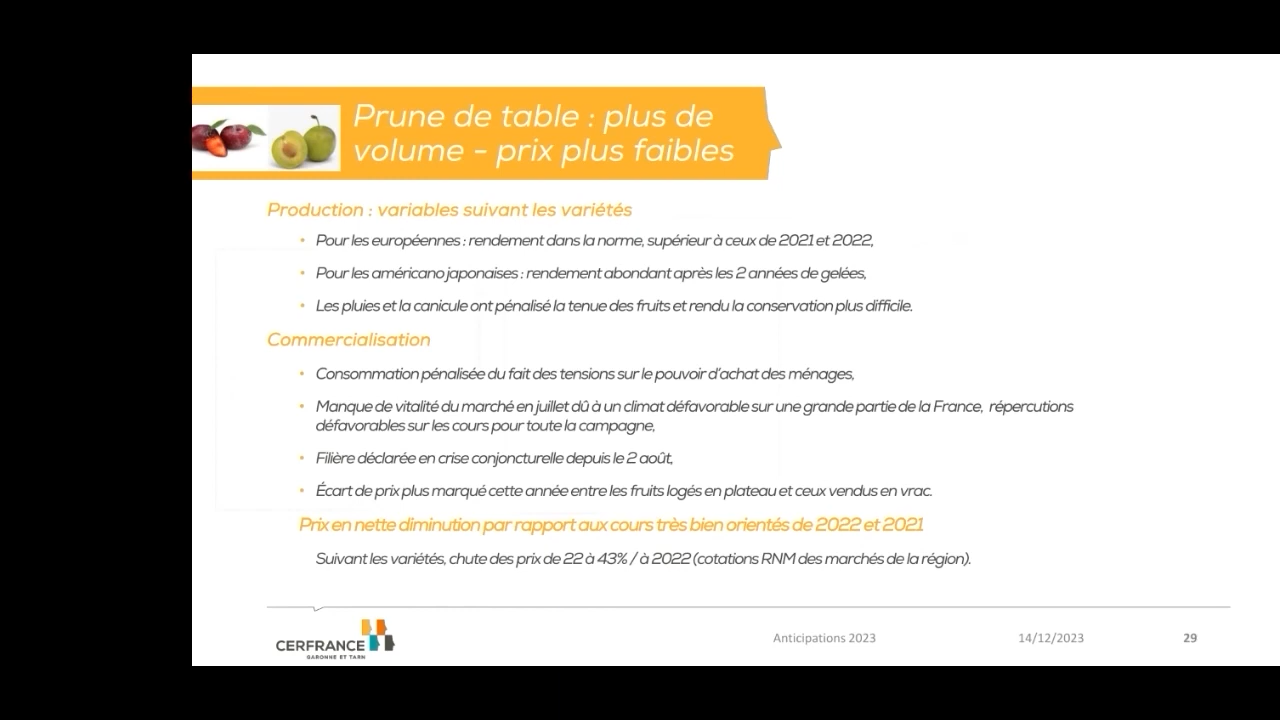 Prune de table : plus de
volume - prix plus faibles
Production : variables suivant les variétés
• Pour les européennes : rendement dans la norme, supérieur à ceux de 2021 et 2022,
• Pour les américano japonaises : rendement abondant après les 2 années de gelées,
• Les pluies et la canicule ont pénalisé la tenue des fruits et rendu la conservation plus difficile.
Commercialisation
• Consommation pénalisée du fait des tensions sur le pouvoir d'achat des ménages,
• Manque de vitalité du marché en juillet dû à un climat défavorable sur une grande partie de la France, répercutions
défavorables sur les cours pour toute la campagne,
• Filière déclarée en crise conjoncturelle depuis le 2 août,
• Écart de prix plus marqué cette année entre les fruits logés en plateau et ceux vendus en vrac.
Prix en nette diminution par rapport aux cours très bien orientés de 2022 et 2021
Suivant les variétés, chute des prix de 22 à 43% / à 2022 (cotations RNM des marchés de la région).
CERFRANCE
GARONNE ET TARN
Anticipations 2023
14/12/2023
29